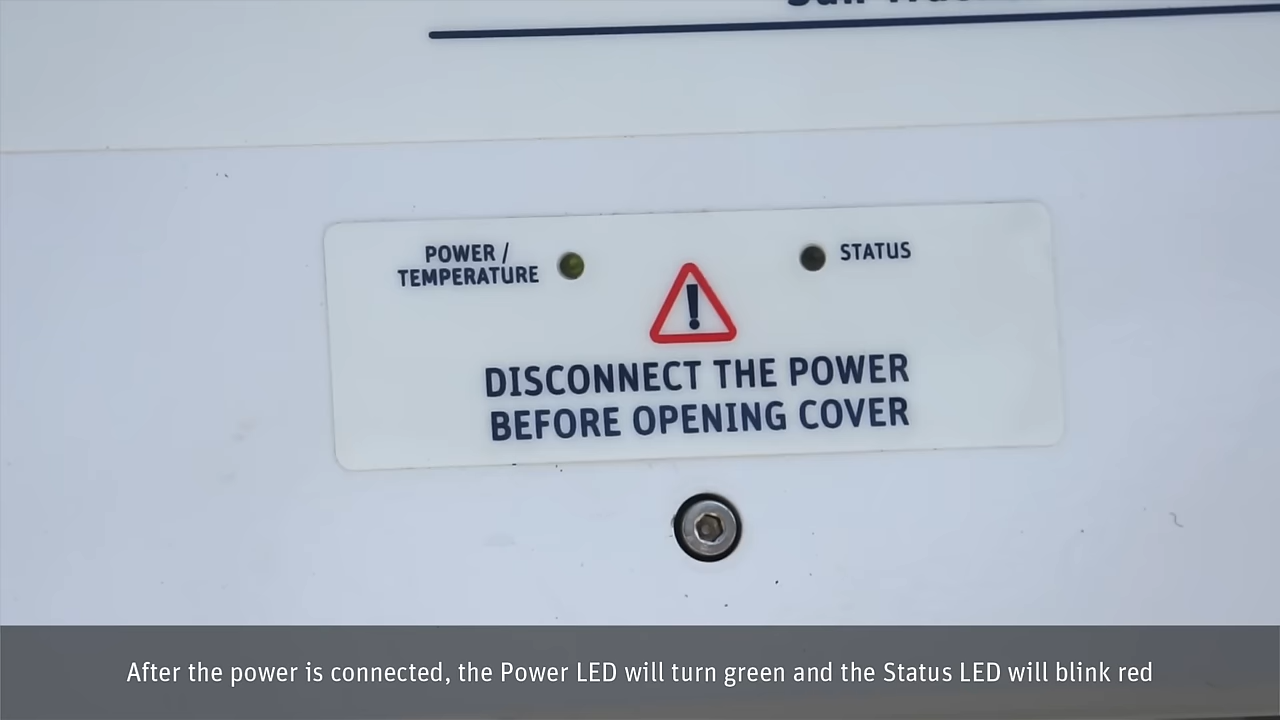 POWER /
TEMPERATURE
STATUS
!
DISCONNECT THE POWER
BEFORE OPENING COVER
After the power is connected, the Power LED will turn green and the Status LED will blink red